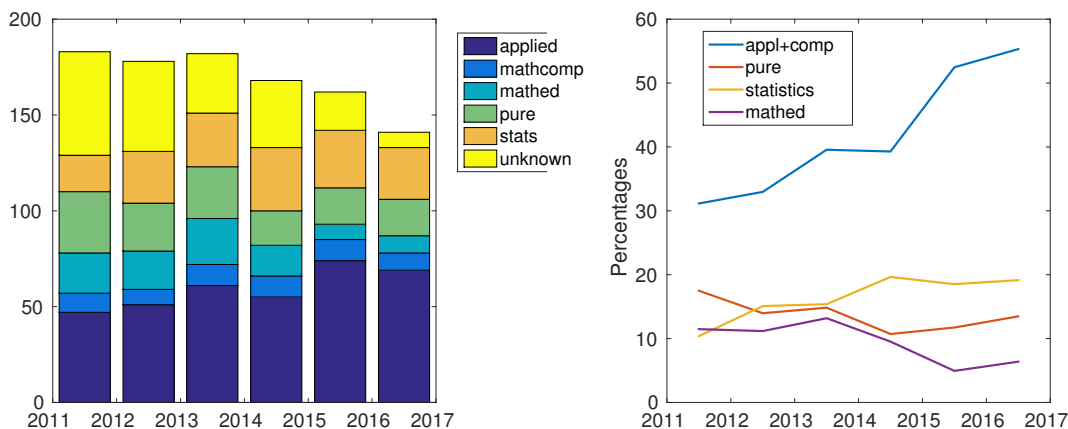 200
150
100
50
0
2011 2012 2013 2014 2015 2016 2017
applied
mathcomp
mathed
pure
stats
unknown
Percentages
60
50
40
30
20
10
0
2011 2012 2013 2014 2015 2016 2017
appl+comp
pure
statistics
mathed